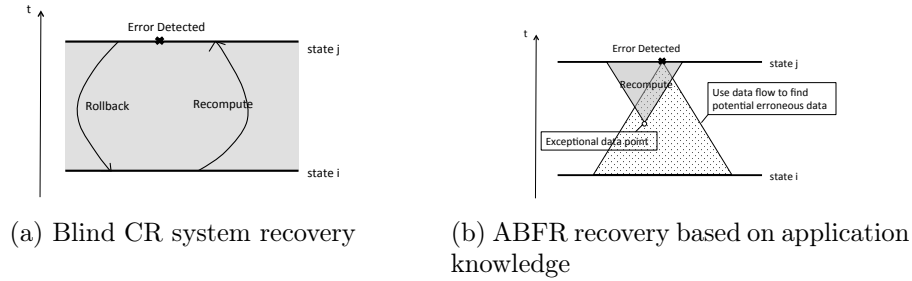 t
Error Detected
state j
Rollback
Recompute
state i
(a) Blind CR system recovery
t
Error Detected
state j
Recompute
Use data flow to find
potential erroneous data
Exceptional data point
state i
(b) ABFR recovery based on application
knowledge